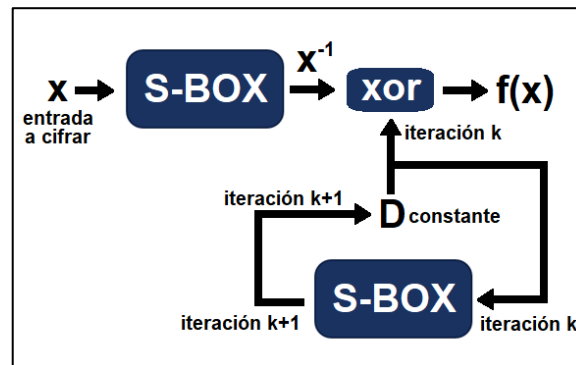 x
entrada
a cifrar
S-BOX
x-1
xor
f(x)
iteración k
iteración k+1
D constante
S-BOX
iteración k+1
iteración k